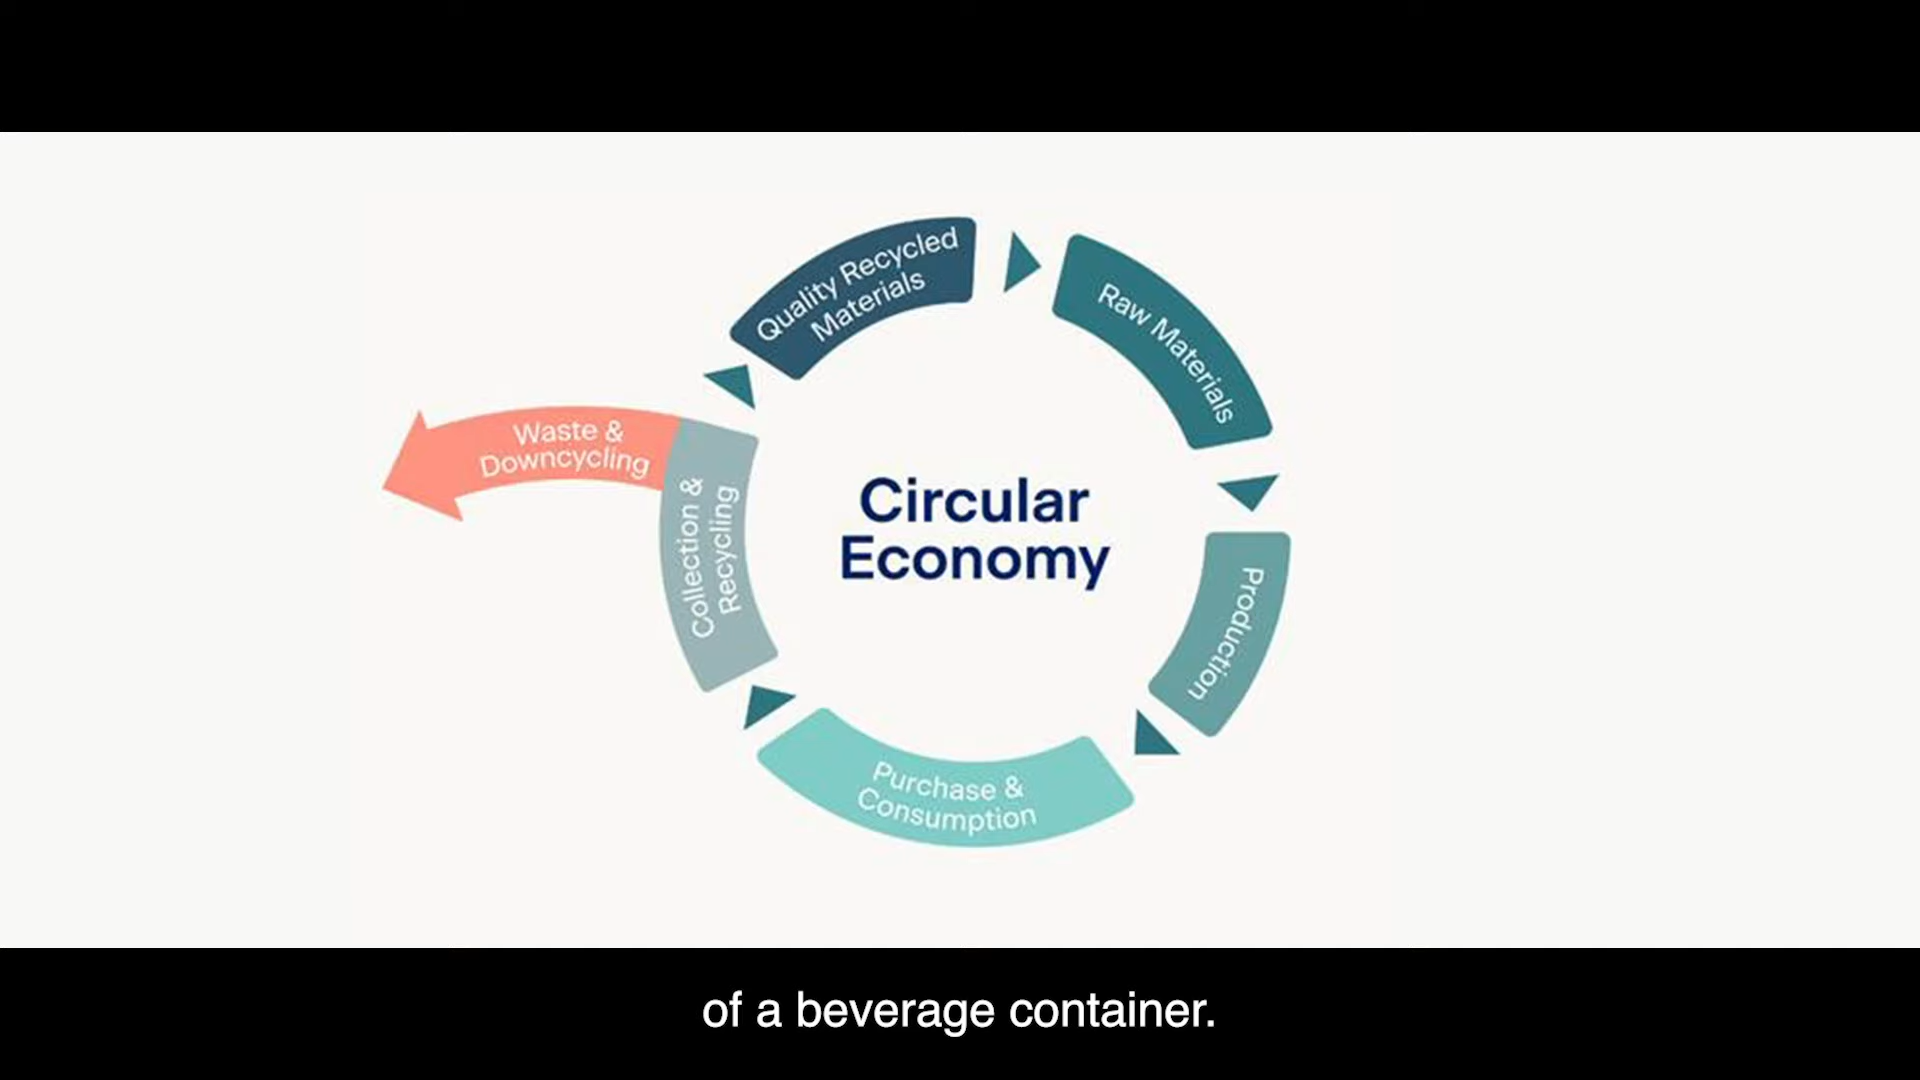 Quality Recycled
Materials
Raw Materials
Waste &
Downcycling
Collection &
Recycling
Circular
Economy
Production
Purchase &
Consumption
of a beverage container.